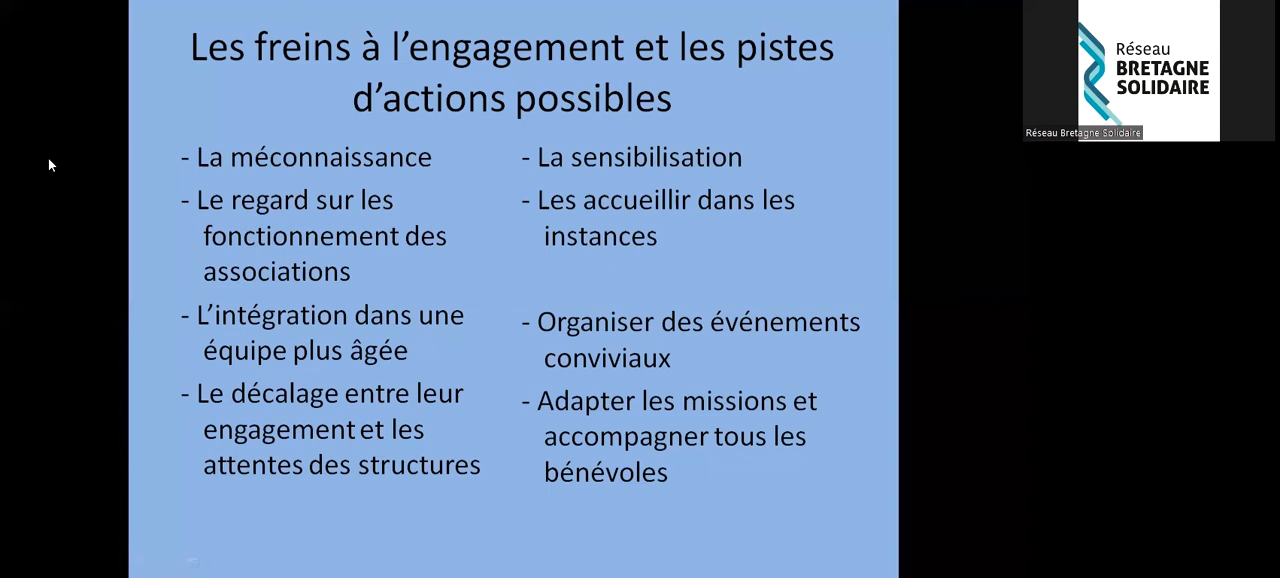 Les freins à l’engagement et les pistes
d’actions possibles
- La méconnaissance
- Le regard sur les
fonctionnement des
associations
- L’intégration dans une
équipe plus âgée
- Le décalage entre leur
engagement et les
attentes des structures
- La sensibilisation
- Les accueillir dans les
instances
- Organiser des événements
conviviaux
- Adapter les missions et
accompagner tous les
bénévoles
Réseau
BRETAGNE
SOLIDAIRE
Réseau Bretagne Solidaire